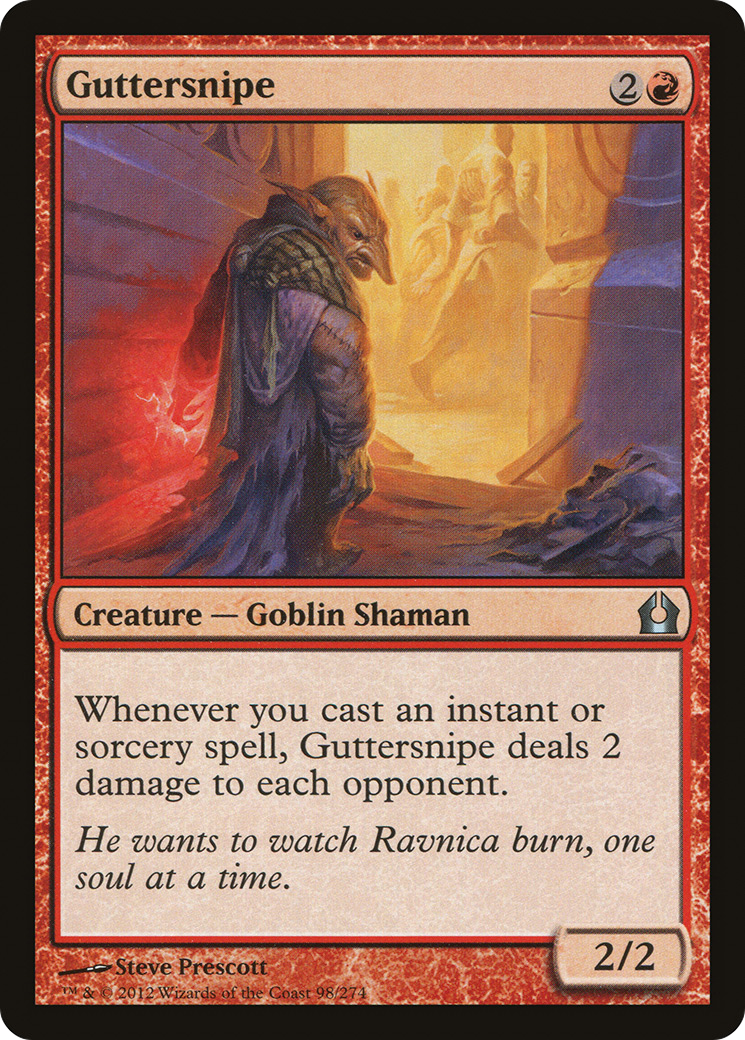 Guttersnipe 2
Creature — Goblin Shaman
Whenever you cast an instant or
sorcery spell, Guttersnipe deals 2
damage to each opponent.
He wants to watch Ravnica burn, one
soul at a time.
2/2
Steve Prescott
™ & © 2012 Wizards of the Coast 98/274